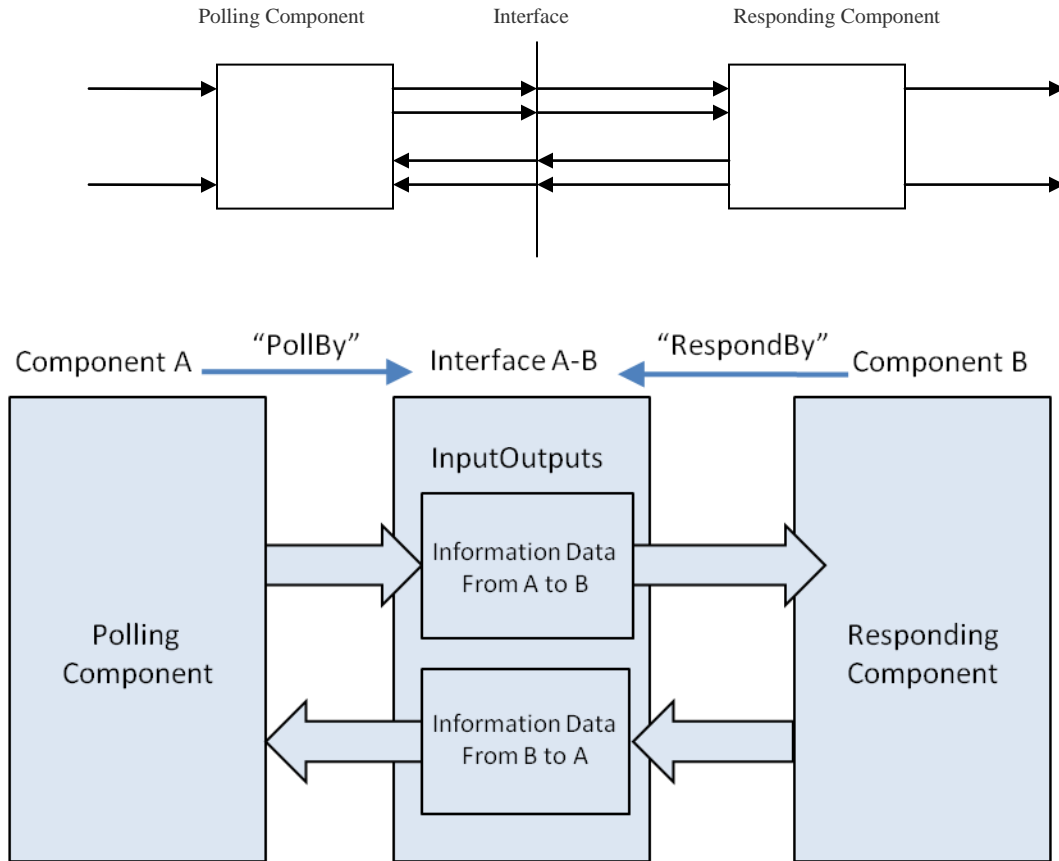 Polling Component Interface Responding Component
“PollBy” “RespondBy”
Component A Interface A-B Component B
InputOutputs
Information Data
From A to B
Polling
Component
Responding
Component
Information Data
From B to A